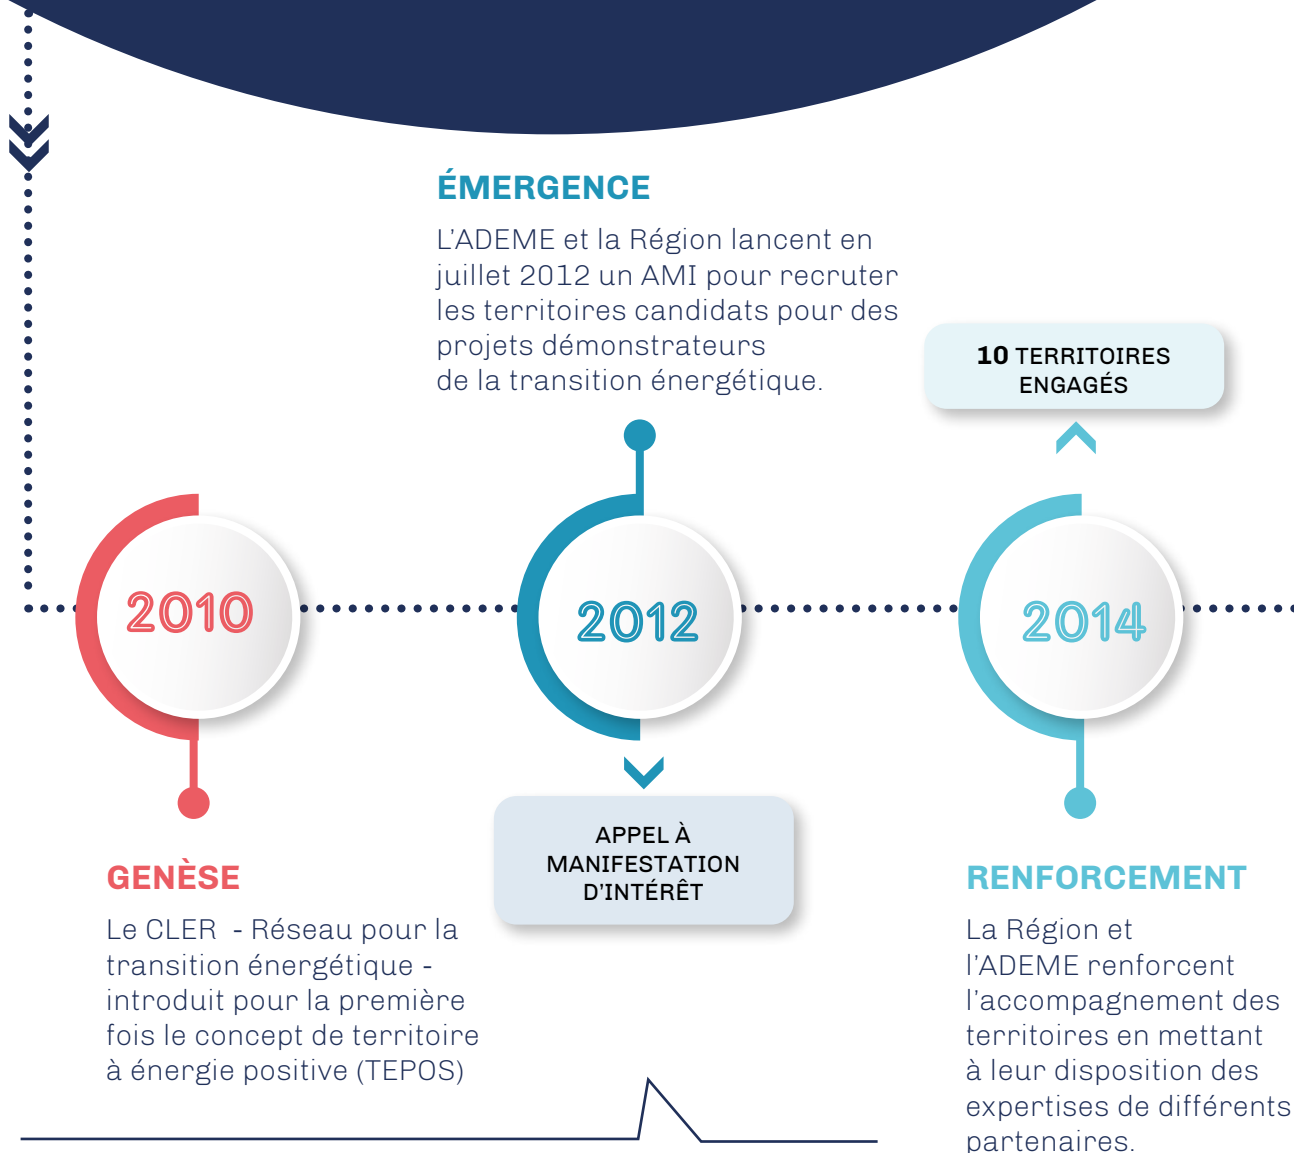 ÉMERGENCE
L'ADEME et la Région lancent en
juillet 2012 un AMI pour recruter
les territoires candidats pour des
projets démonstrateurs
de la transition énergétique.
10 TERRITOIRES
ENGAGÉS
2010
2012
2014
APPEL À
MANIFESTATION
D'INTÉRÊT
GENÈSE
Le CLER - Réseau pour la
transition énergétique -
introduit pour la première
fois le concept de territoire
à énergie positive (TEPOS)
RENFORCEMENT
La Région et
l'ADEME renforcent
l'accompagnement des
territoires en mettant
à leur disposition des
expertises de différents
partenaires.